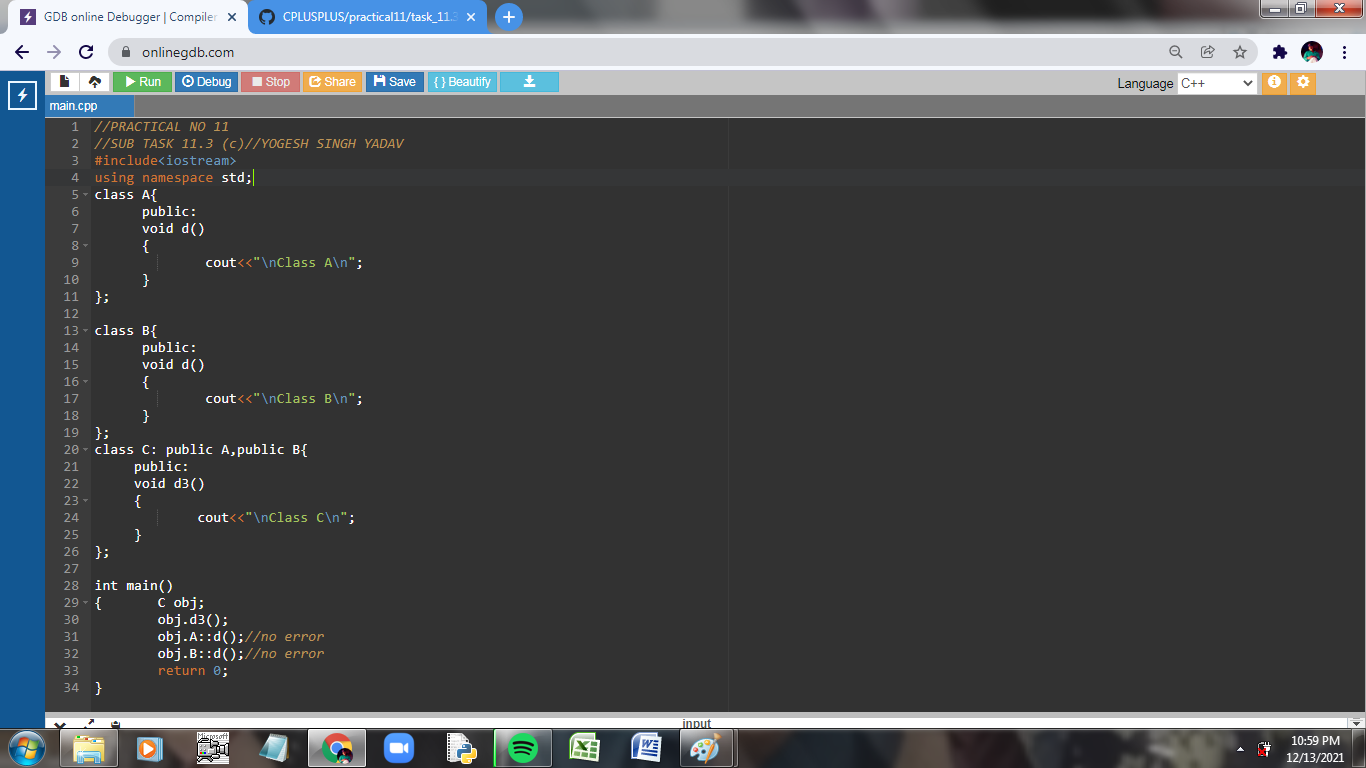 GDB online Debugger | Compiler
CPLUSPLUS/practical11/task_11.3
onlinegdb.com
Run Debug Stop Share Save { } Beautify
Language C++
main.cpp
1 //PRACTICAL NO 11
2 //SUB TASK 11.3 (c)//YOGESH SINGH YADAV
3 #include<iostream>
4 using namespace std;
5 class A{
6 public:
7 void d()
8 {
9 cout<<"\nClass A\n";
10 }
11 };
12
13 class B{
14 public:
15 void d()
16 {
17 cout<<"\nClass B\n";
18 }
19 };
20 class C: public A,public B{
21 public:
22 void d3()
23 {
24 cout<<"\nClass C\n";
25 }
26 };
27
28 int main()
29 { C obj;
30 obj.d3();
31 obj.A::d();//no error
32 obj.B::d();//no error
33 return 0;
34 }
input
Microsoft
10:59 PM
12/13/2021